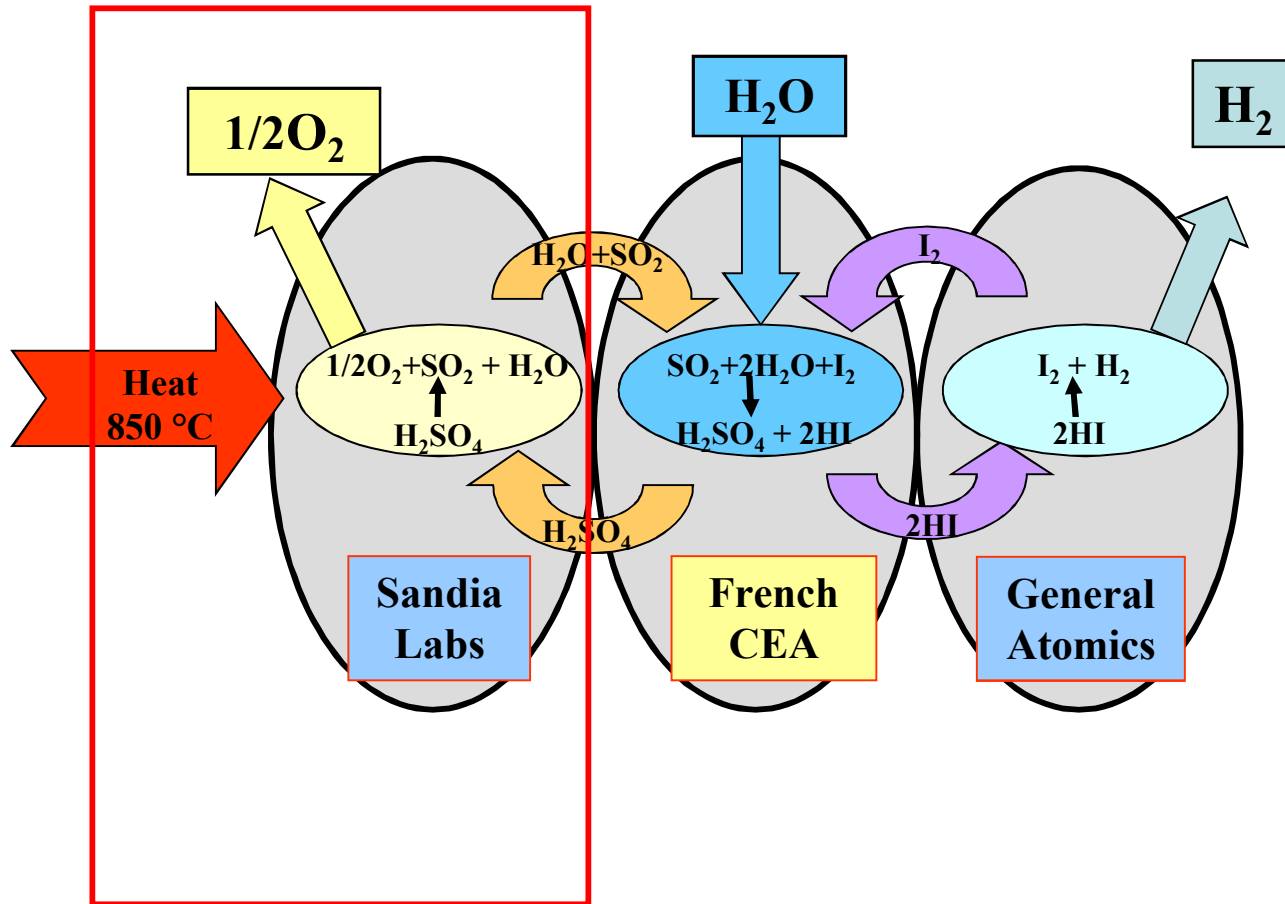 1/2O₂
H₂O
H₂
H₂O+SO₂
I₂
Heat
850 °C
1/2O₂+SO₂ + H₂O
H₂SO₄
SO₂+2H₂O+I₂
H₂SO₄ + 2HI
I₂ + H₂
2HI
H₂SO₄
2HI
Sandia
Labs
French
CEA
General
Atomics